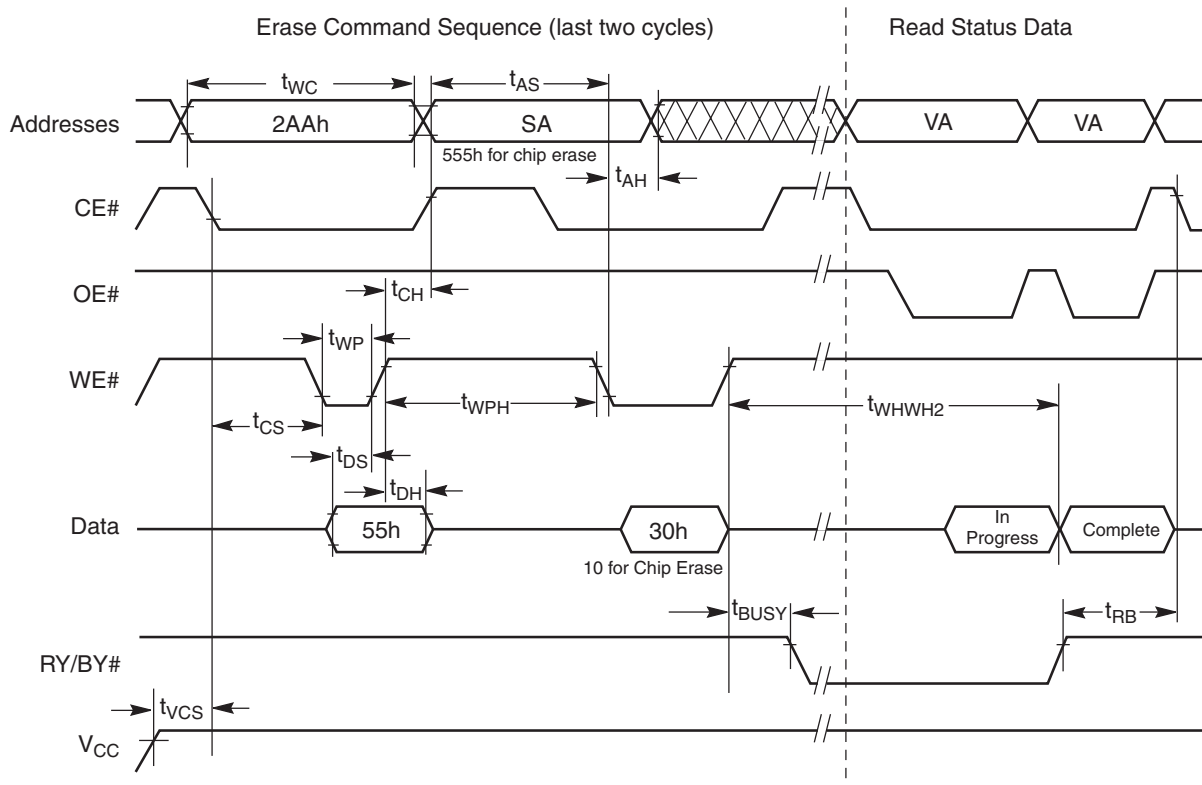 Erase Command Sequence (last two cycles)
Read Status Data
tWC
tAS
Addresses
2AAh
SA
VA
VA
555h for chip erase
tAH
CE#
OE#
tCH
tWP
WE#
tWPH
tWHWH2
tCS
tDS
tDH
Data
55h
30h
In
Progress
Complete
10 for Chip Erase
tBUSY
tRB
RY/BY#
tVCS
VCC